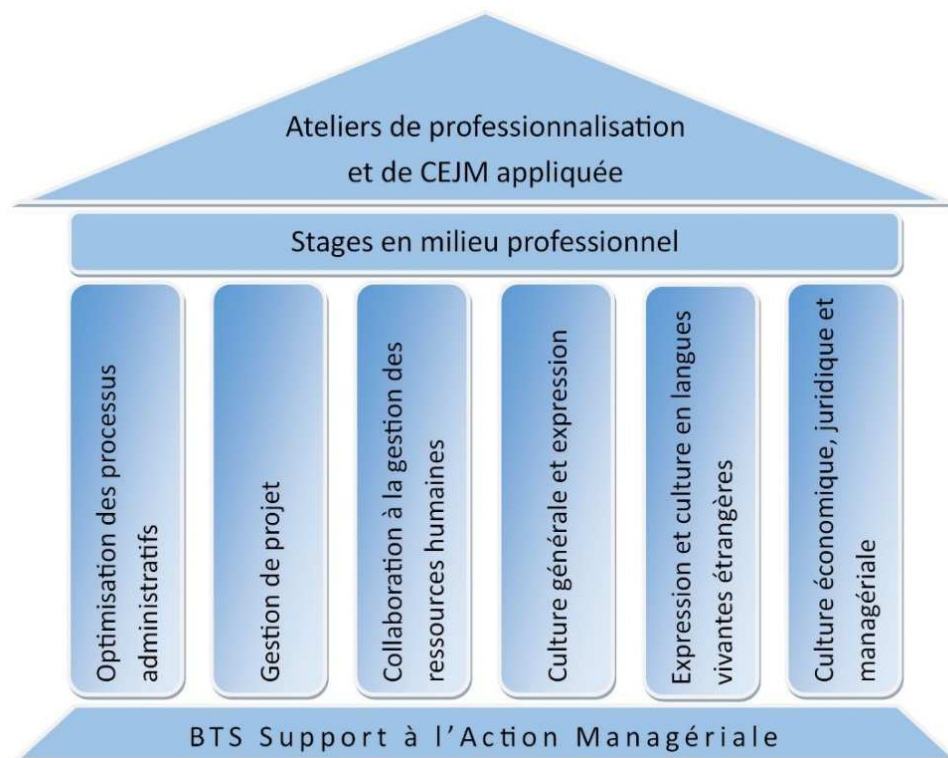 Ateliers de professionnalisation
et de CEJM appliquée
Stages en milieu professionnel
Optimisation des processus
administratifs
Gestion de projet
Collaboration à la gestion des
ressources humaines
Culture générale et expression
Expression et culture en langues
vivantes étrangères
Culture économique, juridique et
managériale
BTS Support à l'Action Managériale